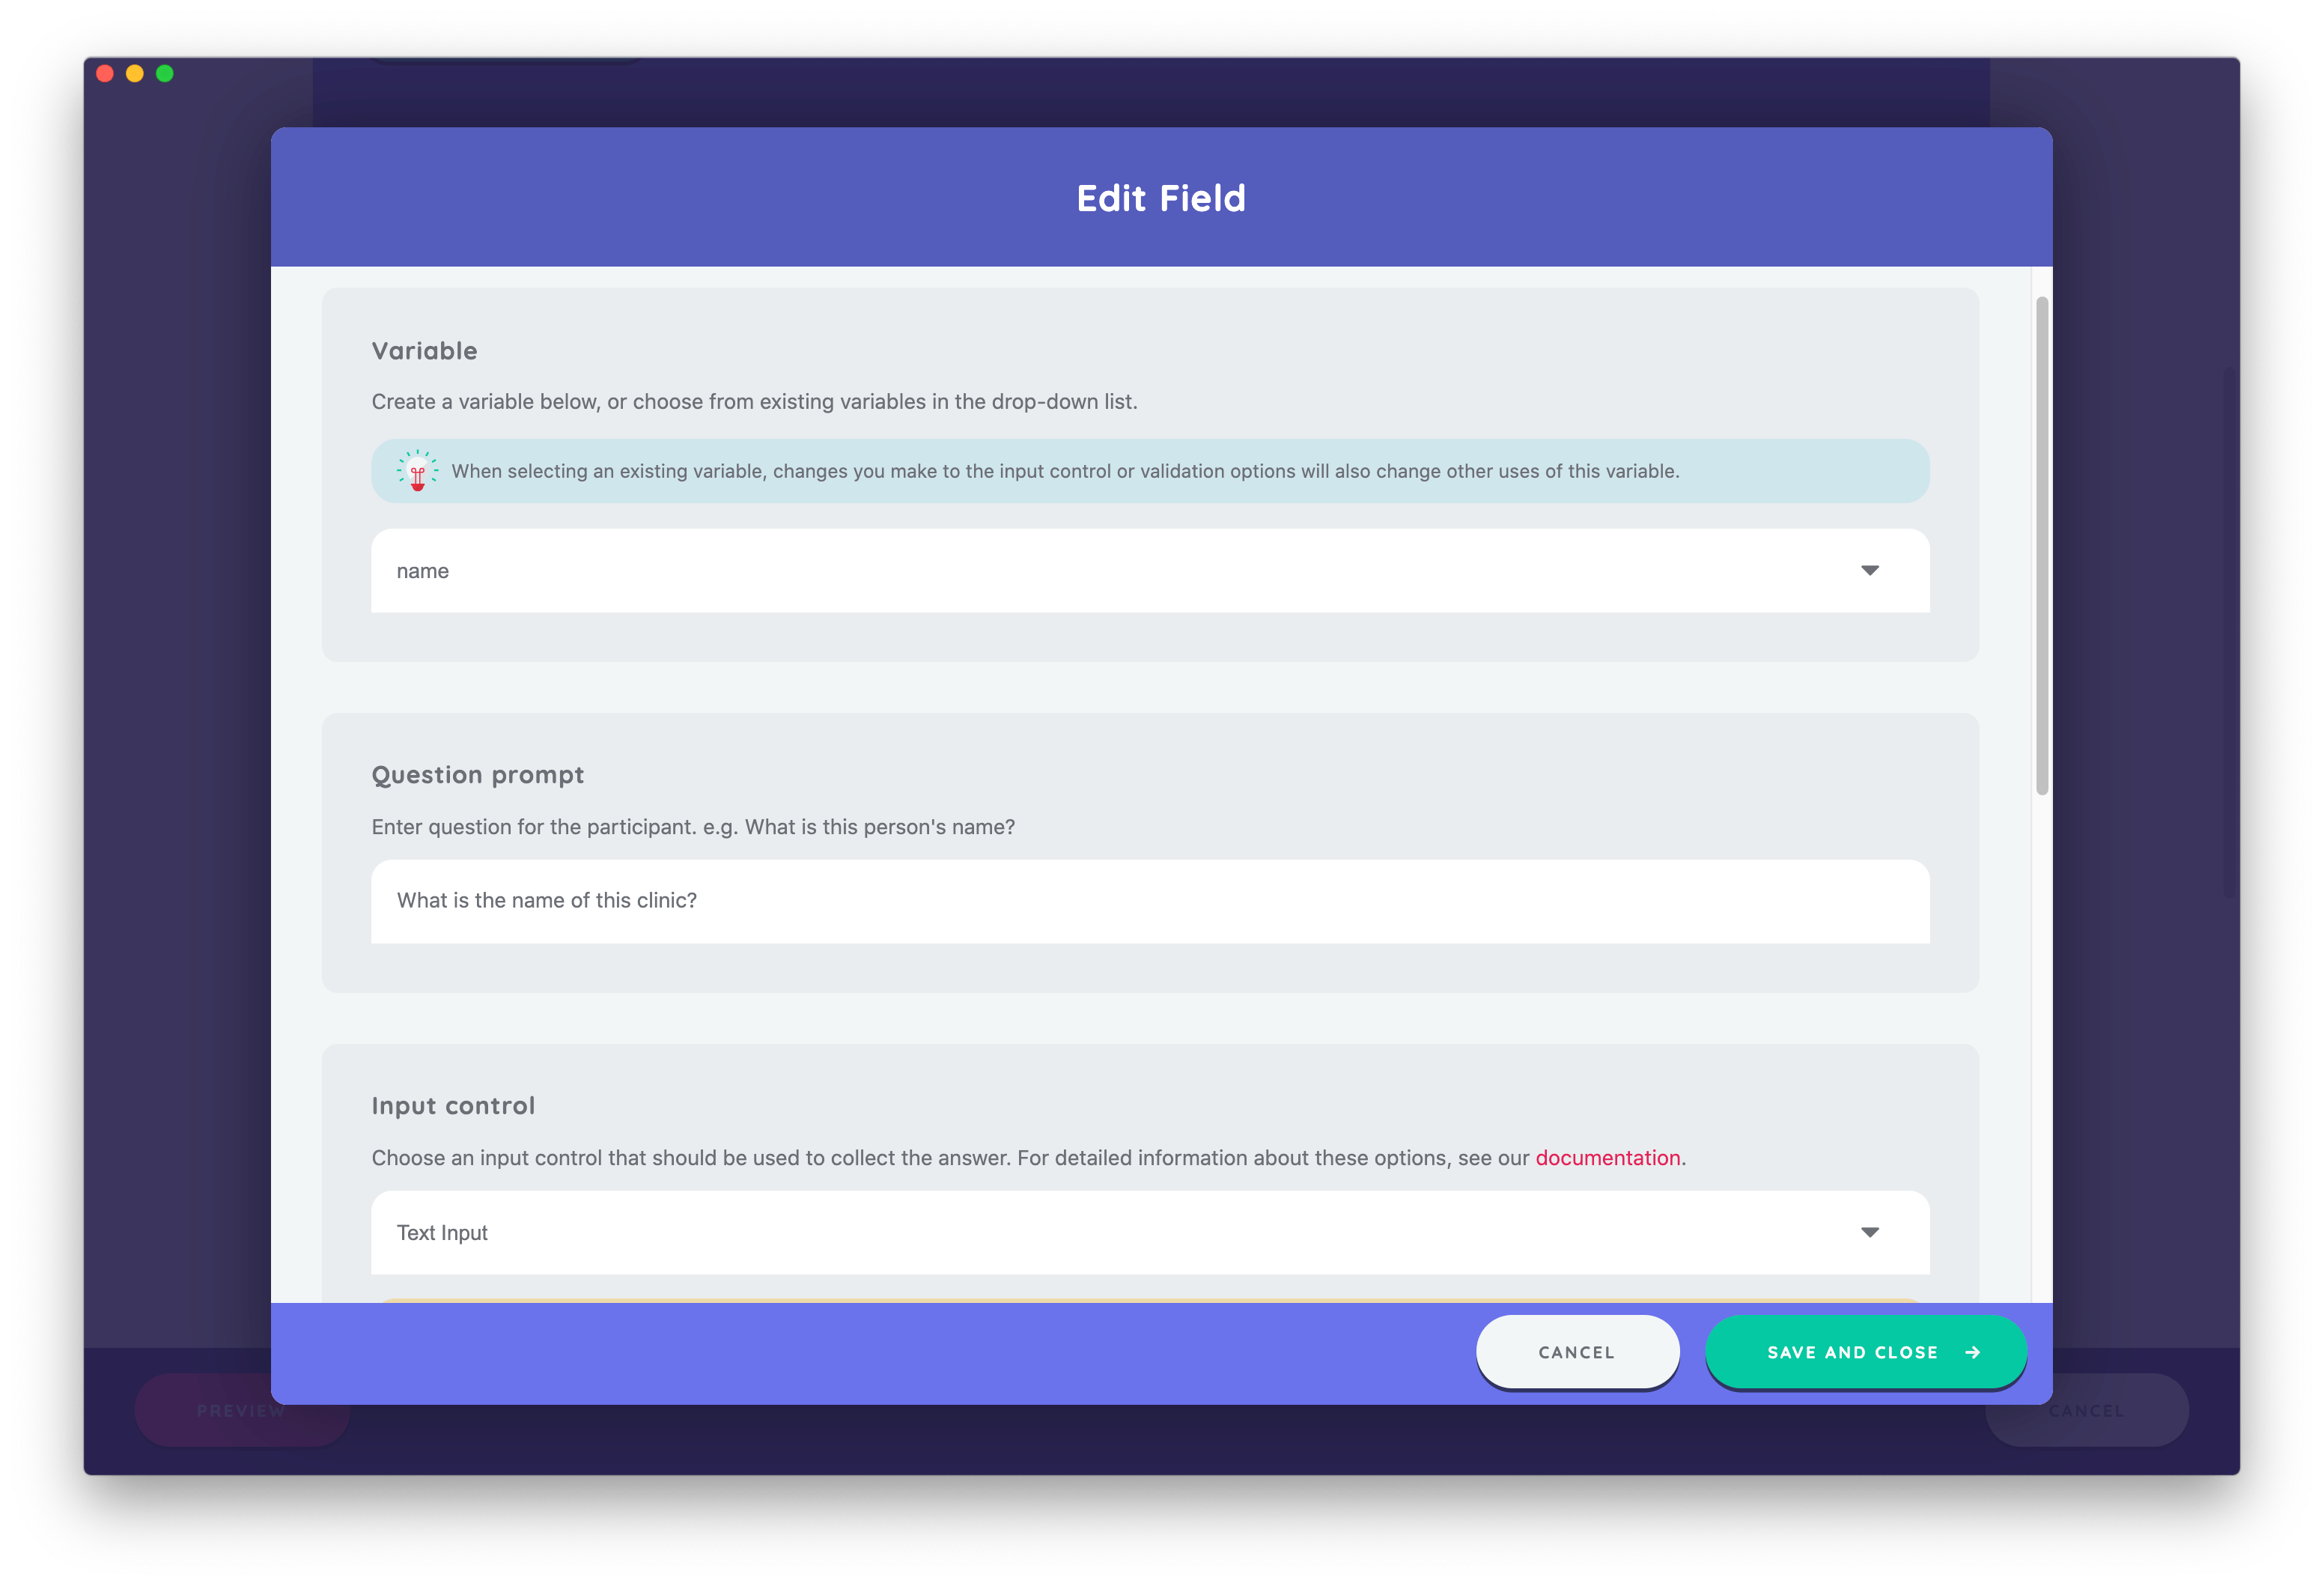 Edit Field
Variable
Create a variable below, or choose from existing variables in the drop-down list.
When selecting an existing variable, changes you make to the input control or validation options will also change other uses of this variable.
name
Question prompt
Enter question for the participant. e.g. What is this person's name?
What is the name of this clinic?
Input control
Choose an input control that should be used to collect the answer. For detailed information about these options, see our documentation.
Text Input
CANCEL
SAVE AND CLOSE
PREVIEW
CANCEL